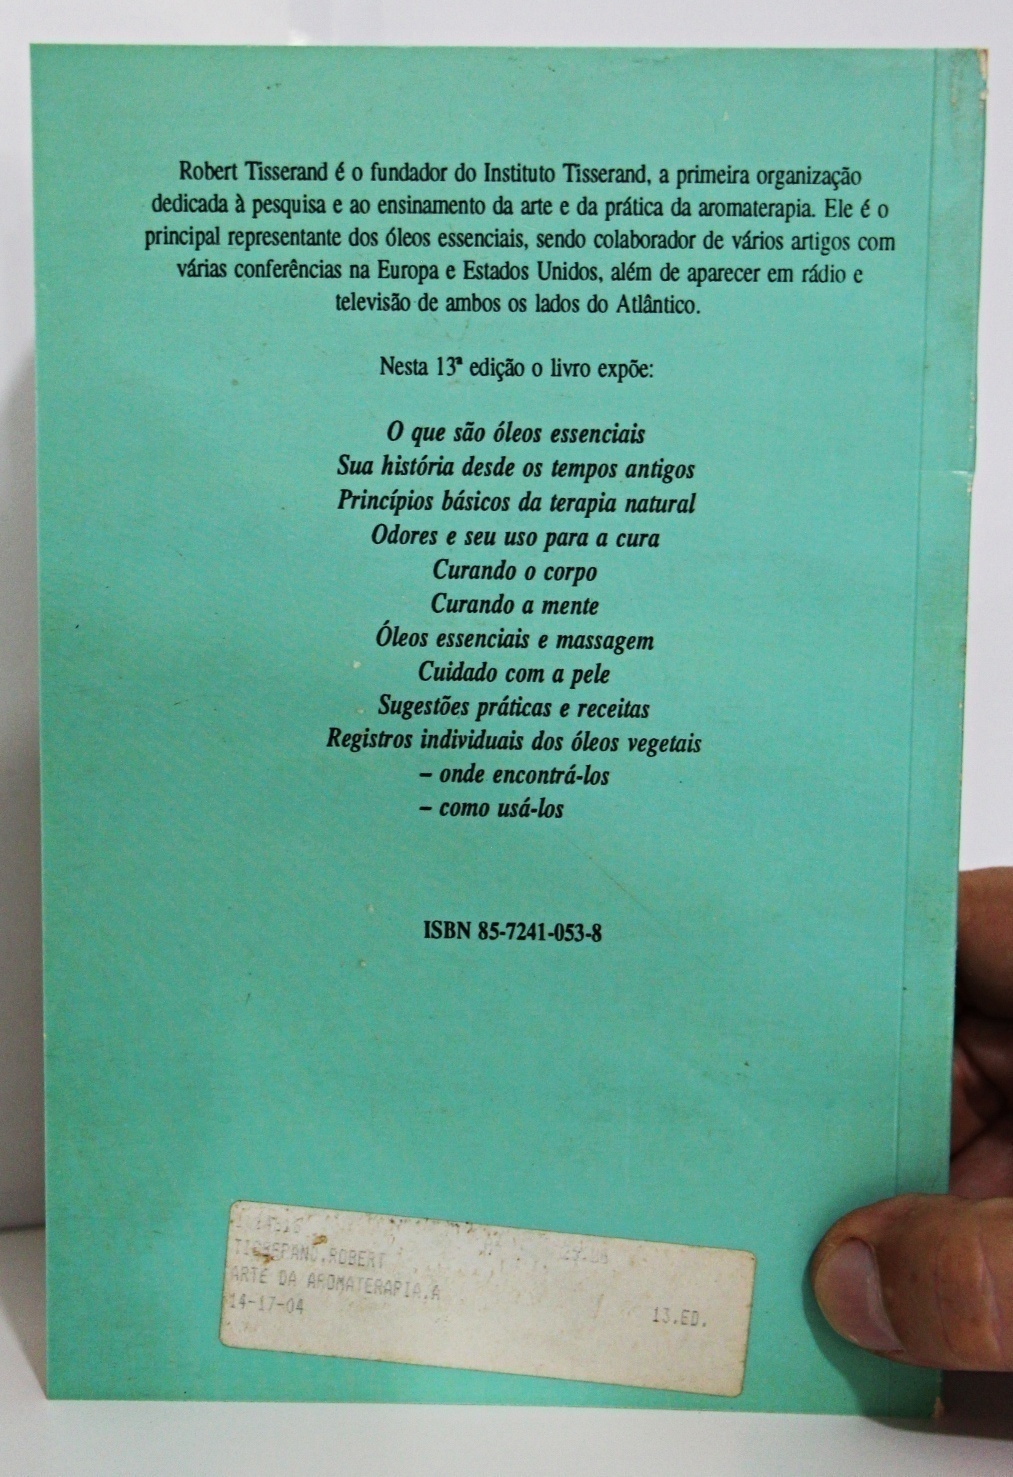 Robert Tisserand é o fundador do Instituto Tisserand, a primeira organização
dedicada à pesquisa e ao ensinamento da arte e da prática da aromaterapia. Ele é o
principal representante dos óleos essenciais, sendo colaborador de vários artigos com
várias conferências na Europa e Estados Unidos, além de aparecer em rádio e
televisão de ambos os lados do Atlântico.
Nesta 13ª edição o livro expõe:
O que são óleos essenciais
Sua história desde os tempos antigos
Princípios básicos da terapia natural
Odores e seu uso para a cura
Curando o corpo
Curando a mente
Óleos essenciais e massagem
Cuidado com a pele
Sugestões práticas e receitas
Registros individuais dos óleos vegetais
– onde encontrá-los
– como usá-los
ISBN 85-7241-053-8
ROBERT
ARTE DA AROMATERAPIA.A
14-17-04 13.ED.